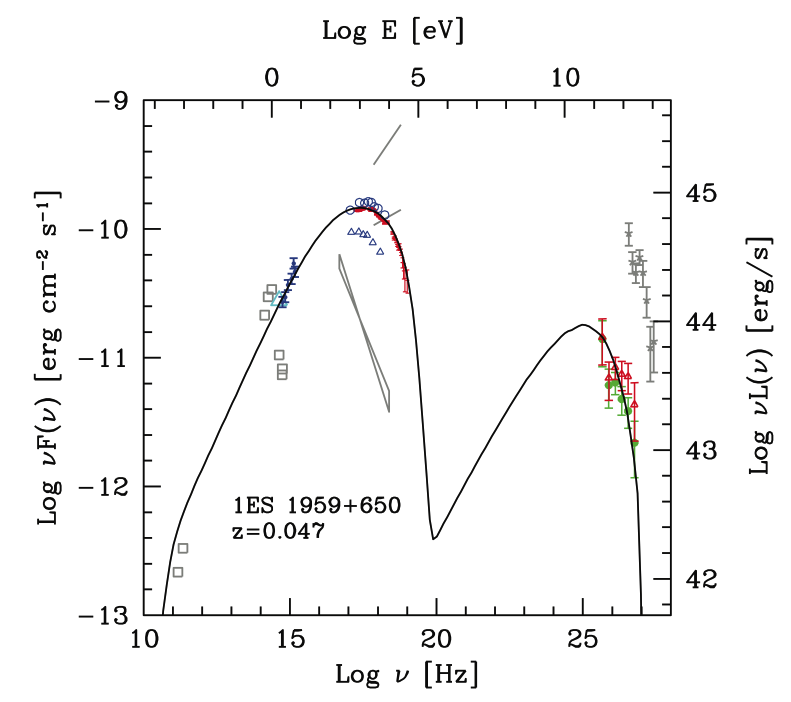 Log E [eV]
0 5 10
−9
−10
−11
−12
−13
Log νF(ν) [erg cm⁻² s⁻¹]
45
44
43
42
Log νL(ν) [erg/s]
1ES 1959+650
z=0.047
10 15 20 25
Log ν [Hz]